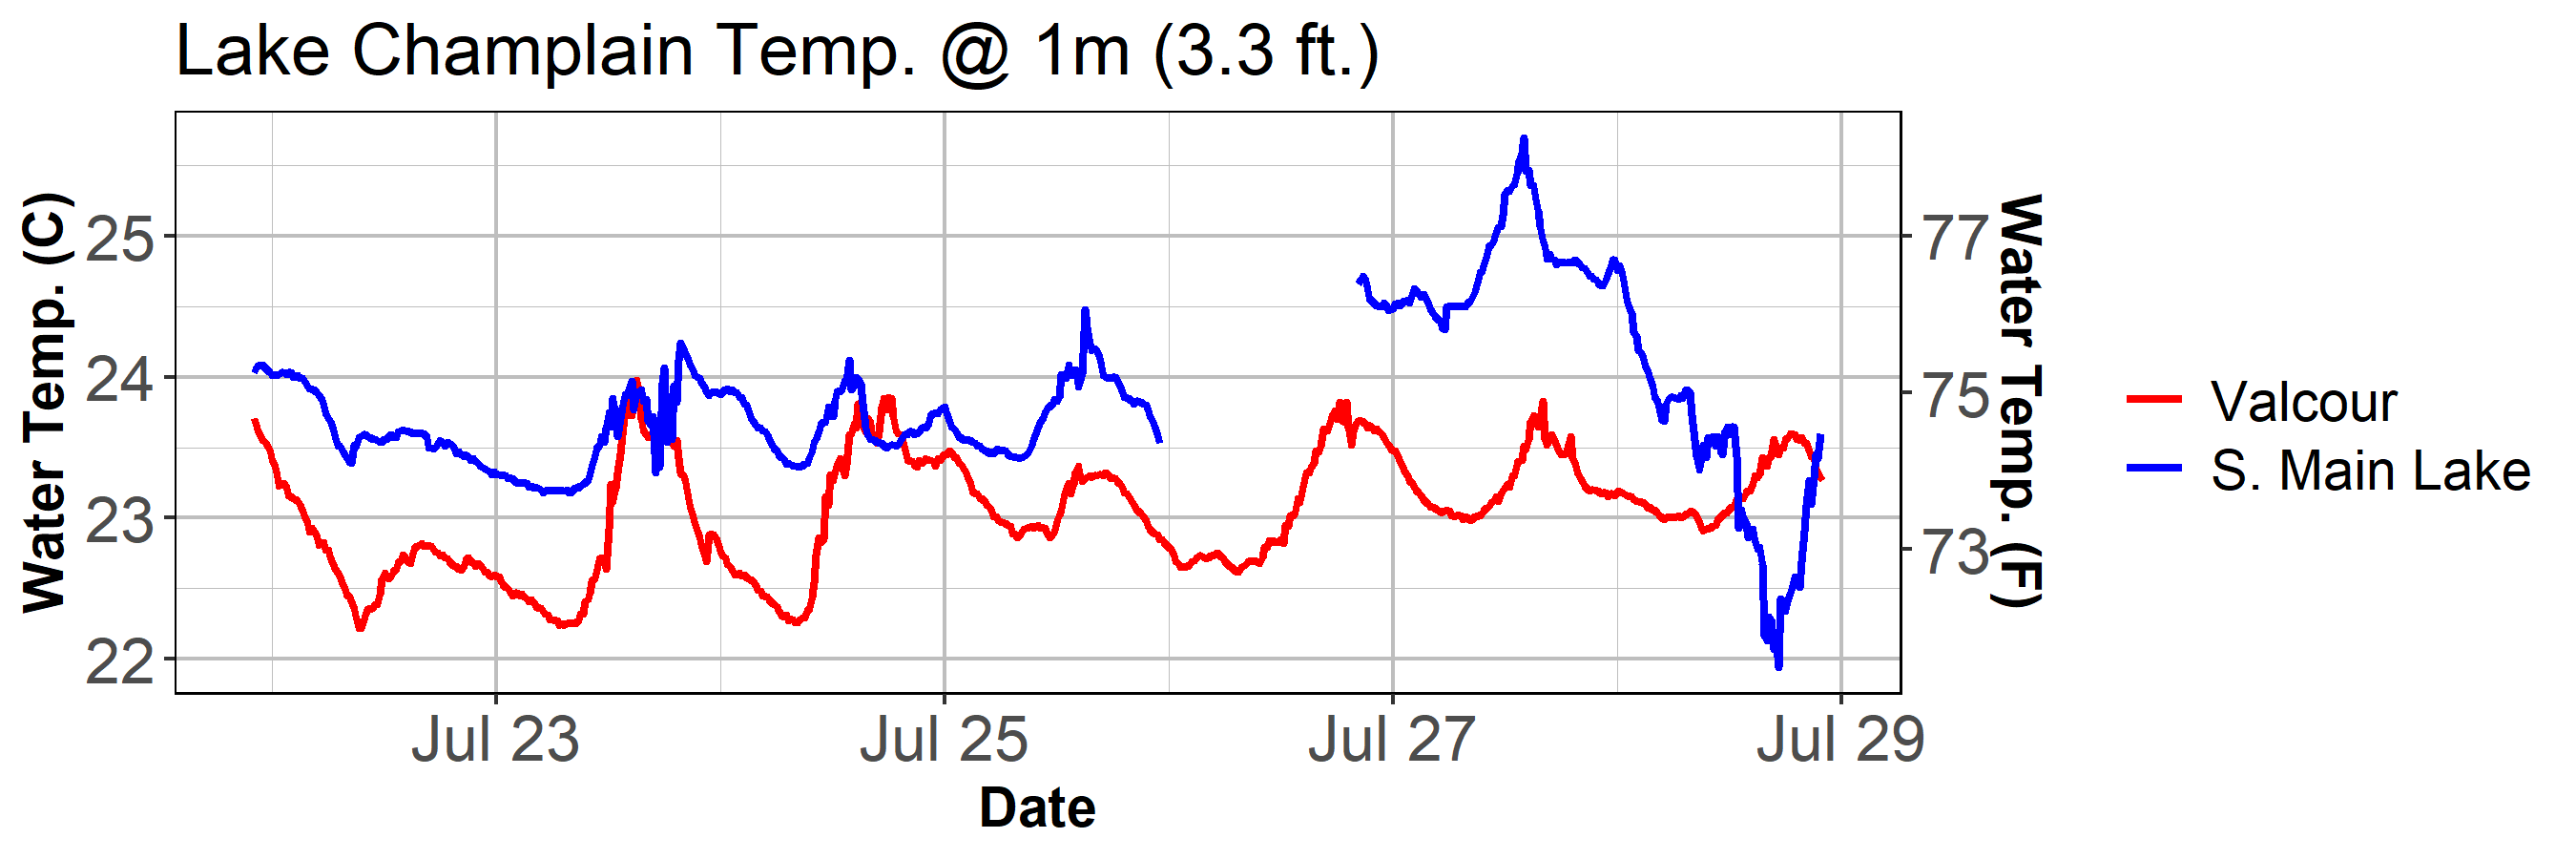 Lake Champlain Temp. @ 1m (3.3 ft.)
Water Temp. (C)
25
24
23
22
77
75
73
Water Temp. (F)
Jul 23
Jul 25
Jul 27
Jul 29
Date
Valcour
S. Main Lake